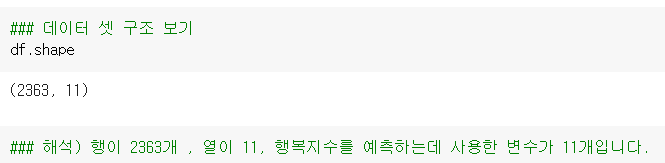 ### 데이터 셋 구조 보기
df.shape
(2363, 11)
### 해석) 행이 2363개 , 열이 11, 행복지수를 예측하는데 사용한 변수가 11개입니다.